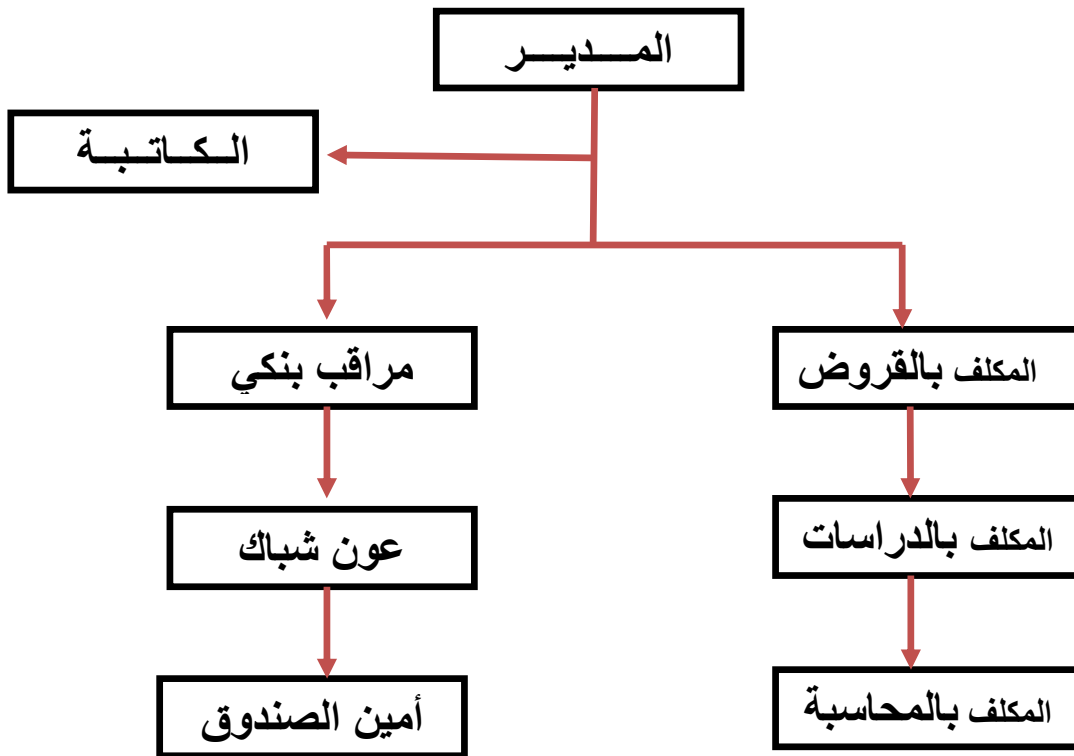 المـــديـــر
الـكـاتـبـة
المكلف بالقروض
مراقب بنكي
المكلف بالدراسات
عون شباك
المكلف بالمحاسبة
أمين الصندوق